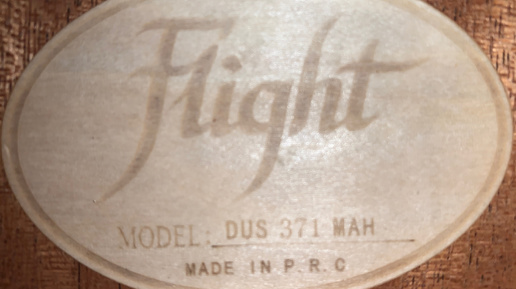 Flight
MODEL: DUS 371 MAH
MADE IN P. R. C